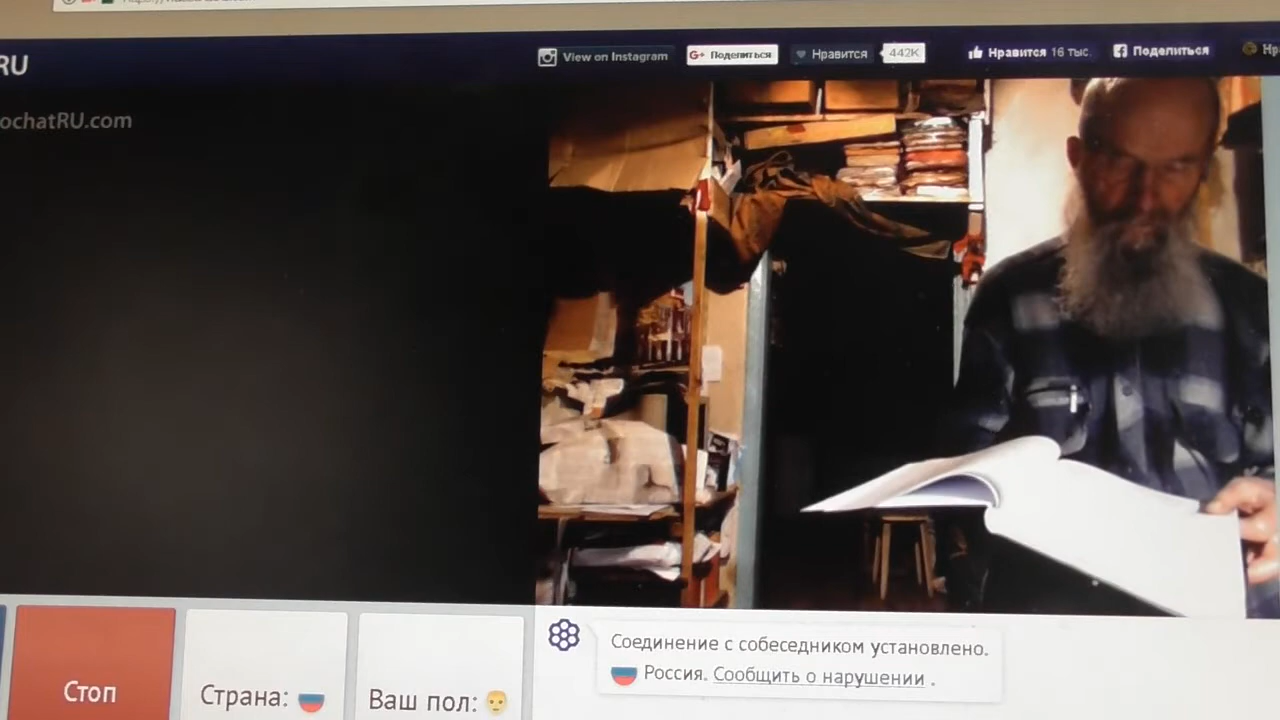 RU
View on Instagram
G+ Поделиться
Нравится
442K
Нравится 16 тыс.
Поделиться
ochatRU.com
Стоп
Страна:
Ваш пол:
Соединение с собеседником установлено.
Россия. Сообщить о нарушении .